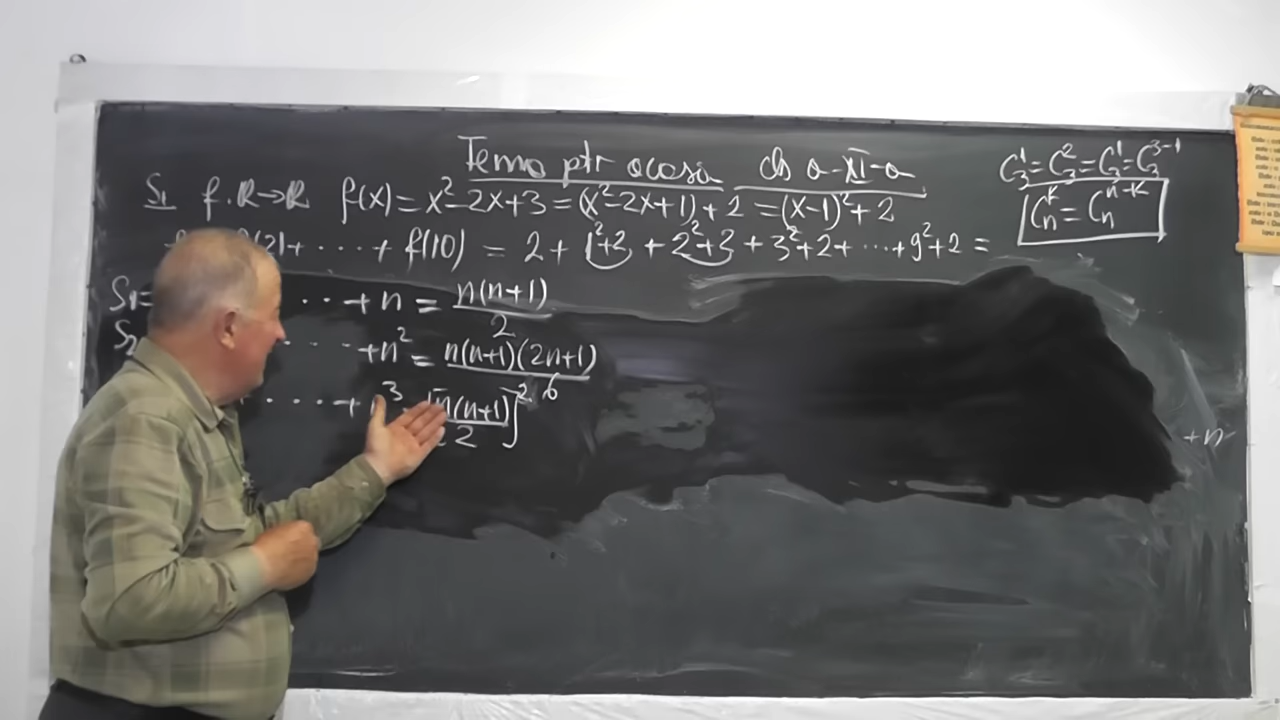 Tema ptr acasă cls a-XI-a
C₃¹=C₃²=C₃¹=C₃³⁻¹
S₁ f:R→R f(x)=x²-2x+3=(x²-2x+1)+2=(x-1)²+2
Cₙᵏ=Cₙⁿ⁻ᵏ
f(2)+...+f(10) = 2+1²+2+2²+2+3²+2+...+9²+2=
S₁= ...+n = n(n+1)/2
S₂ ...+n² = n(n+1)(2n+1)/6
...+n³ = [n(n+1)/2]²
+n